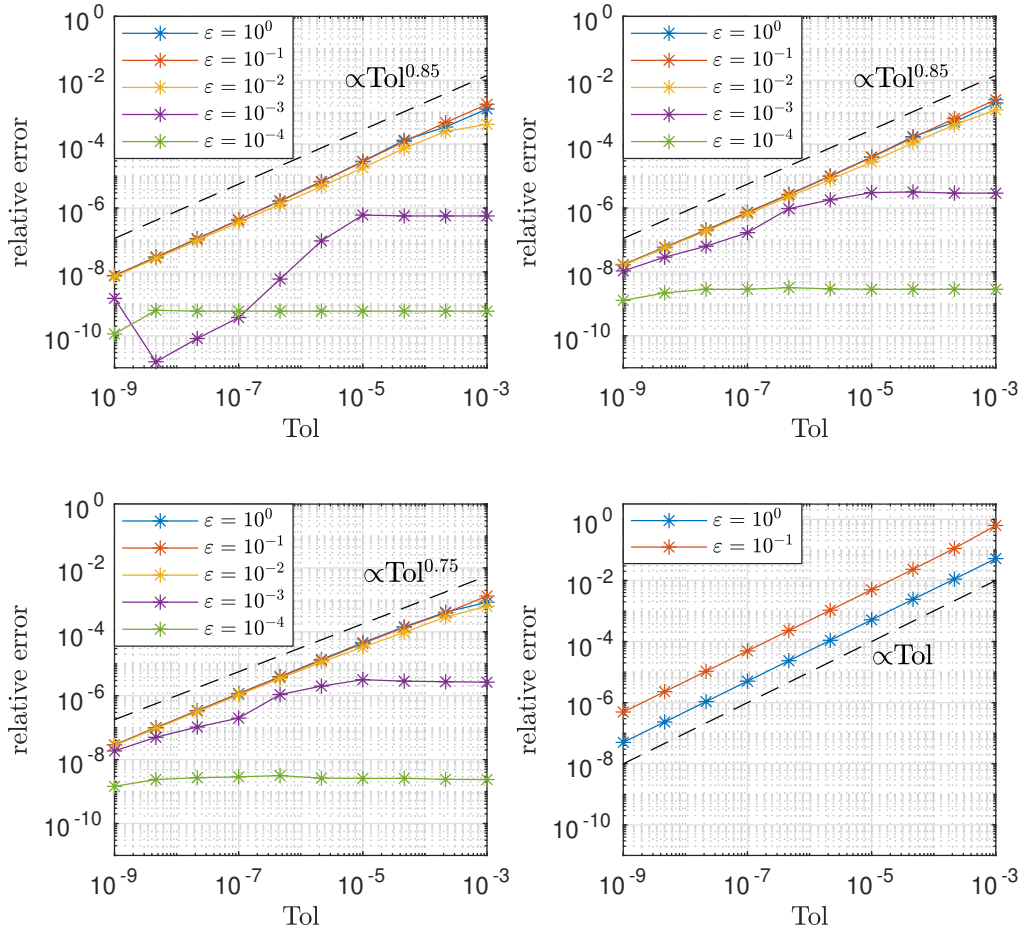 relative error
10^0
10^{-2}
10^{-4}
10^{-6}
10^{-8}
10^{-10}
ε = 10^0
ε = 10^{-1}
ε = 10^{-2}
ε = 10^{-3}
ε = 10^{-4}
∝Tol^{0.85}
10^{-9}
10^{-7}
10^{-5}
10^{-3}
Tol
relative error
10^0
10^{-2}
10^{-4}
10^{-6}
10^{-8}
10^{-10}
ε = 10^0
ε = 10^{-1}
ε = 10^{-2}
ε = 10^{-3}
ε = 10^{-4}
∝Tol^{0.85}
10^{-9}
10^{-7}
10^{-5}
10^{-3}
Tol
relative error
10^0
10^{-2}
10^{-4}
10^{-6}
10^{-8}
10^{-10}
ε = 10^0
ε = 10^{-1}
ε = 10^{-2}
ε = 10^{-3}
ε = 10^{-4}
∝Tol^{0.75}
10^{-9}
10^{-7}
10^{-5}
10^{-3}
Tol
relative error
10^0
10^{-2}
10^{-4}
10^{-6}
10^{-8}
10^{-10}
ε = 10^0
ε = 10^{-1}
∝Tol
10^{-9}
10^{-7}
10^{-5}
10^{-3}
Tol